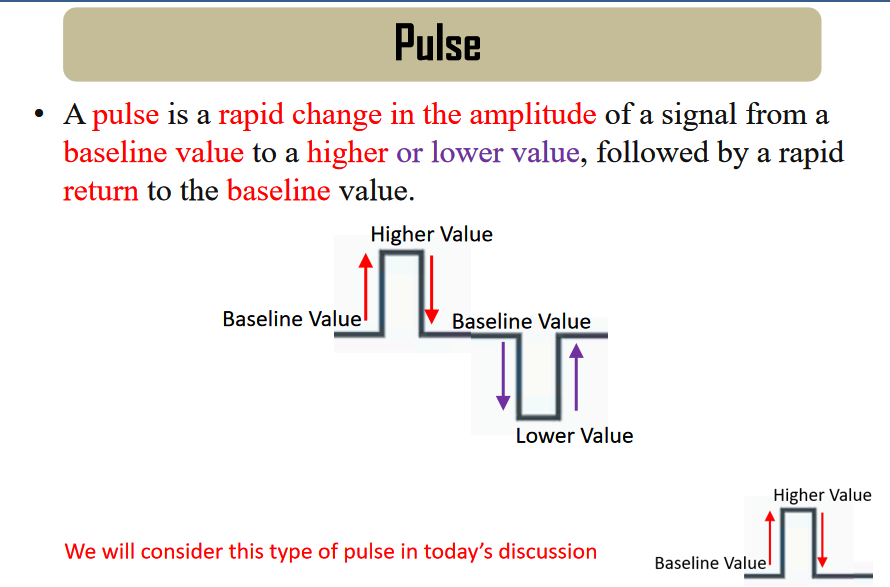 Pulse
• A pulse is a rapid change in the amplitude of a signal from a
baseline value to a higher or lower value, followed by a rapid
return to the baseline value.
Higher Value
Baseline Value
Baseline Value
Lower Value
Higher Value
We will consider this type of pulse in today’s discussion
Baseline Value